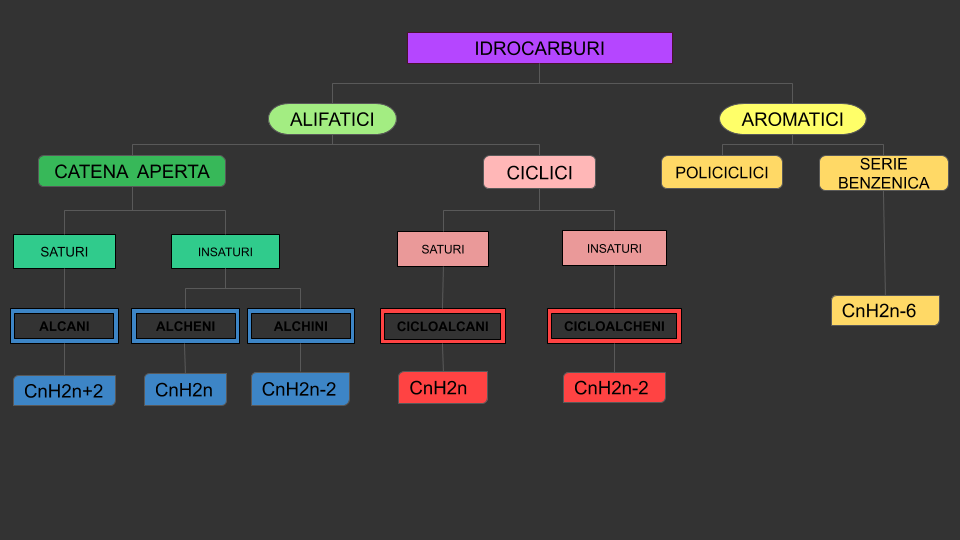 IDROCARBURI
ALIFATICI
AROMATICI
CATENA  APERTA
CICLICI
POLICICLICI
SERIE
BENZENICA
SATURI
INSATURI
SATURI
INSATURI
ALCANI
ALCHENI
ALCHINI
CICLOALCANI
CICLOALCHENI
CnH2n-6
CnH2n+2
CnH2n
CnH2n-2
CnH2n
CnH2n-2